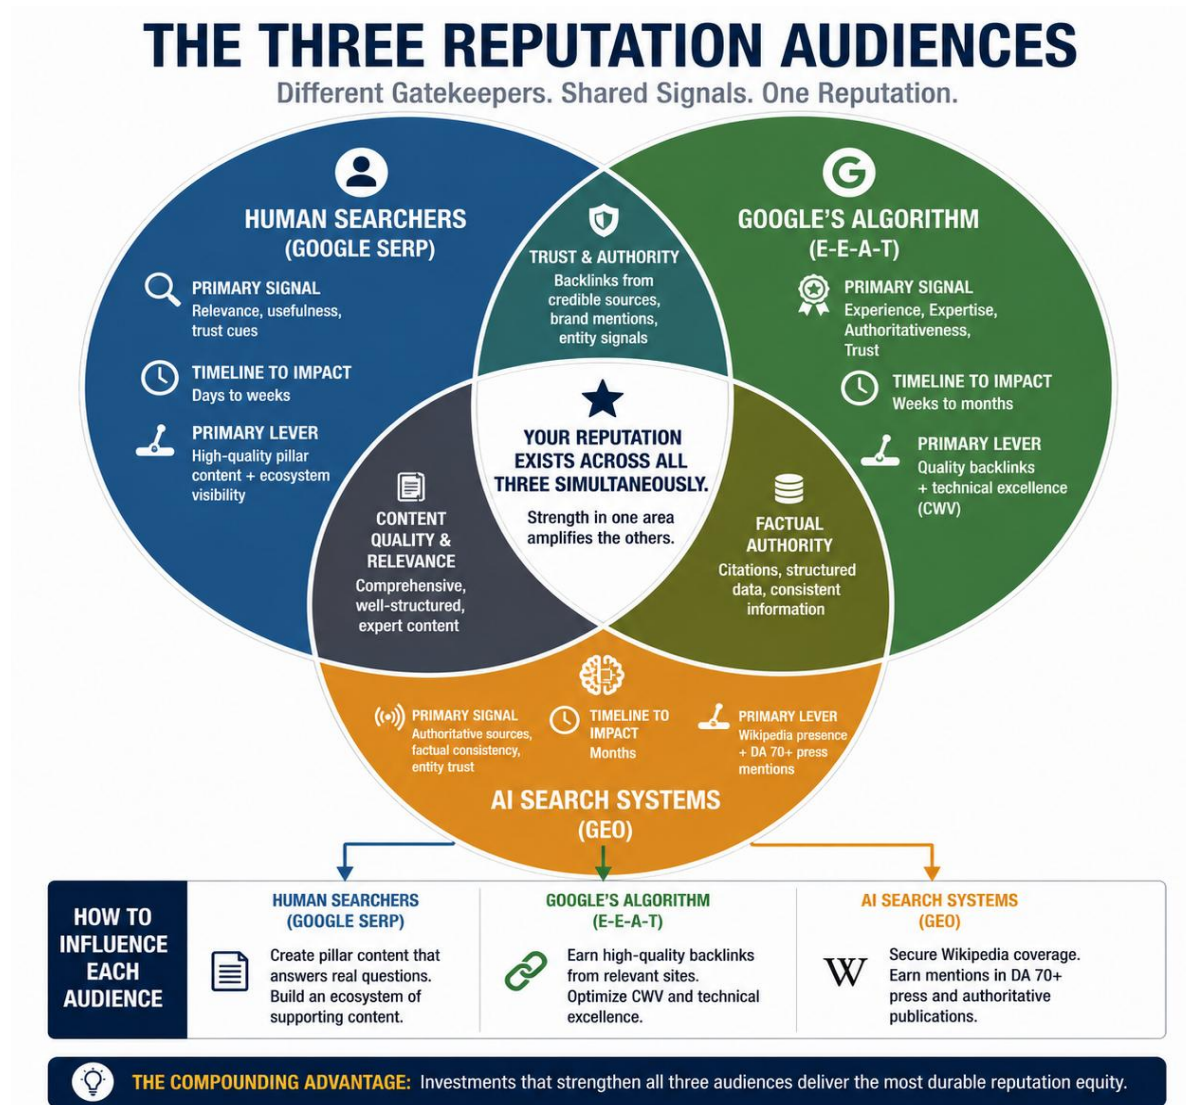 THE THREE REPUTATION AUDIENCES
Different Gatekeepers. Shared Signals. One Reputation.
HUMAN SEARCHERS
(GOOGLE SERP)
PRIMARY SIGNAL
Relevance, usefulness,
trust cues
TIMELINE TO IMPACT
Days to weeks
PRIMARY LEVER
High-quality pillar
content + ecosystem
visibility
TRUST & AUTHORITY
Backlinks from
credible sources,
brand mentions,
entity signals
G
GOOGLE'S ALGORITHM
(E-E-A-T)
PRIMARY SIGNAL
Experience, Expertise,
Authoritativeness,
Trust
TIMELINE TO IMPACT
Weeks to months
PRIMARY LEVER
Quality backlinks
+ technical excellence
(CWV)
YOUR REPUTATION
EXISTS ACROSS ALL
THREE SIMULTANEOUSLY.
Strength in one area
amplifies the others.
CONTENT
QUALITY &
RELEVANCE
Comprehensive,
well-structured,
expert content
FACTUAL
AUTHORITY
Citations, structured
data, consistent
information
PRIMARY SIGNAL
Authoritative sources,
factual consistency,
entity trust
TIMELINE TO
IMPACT
Months
PRIMARY LEVER
Wikipedia presence
+ DA 70+ press
mentions
AI SEARCH SYSTEMS
(GEO)
HOW TO
INFLUENCE
EACH
AUDIENCE
HUMAN SEARCHERS
(GOOGLE SERP)
Create pillar content that
answers real questions.
Build an ecosystem of
supporting content.
GOOGLE'S ALGORITHM
(E-E-A-T)
Earn high-quality backlinks
from relevant sites.
Optimize CWV and technical
excellence.
AI SEARCH SYSTEMS
(GEO)
W
Secure Wikipedia coverage.
Earn mentions in DA 70+
press and authoritative
publications.
THE COMPOUNDING ADVANTAGE: Investments that strengthen all three audiences deliver the most durable reputation equity.